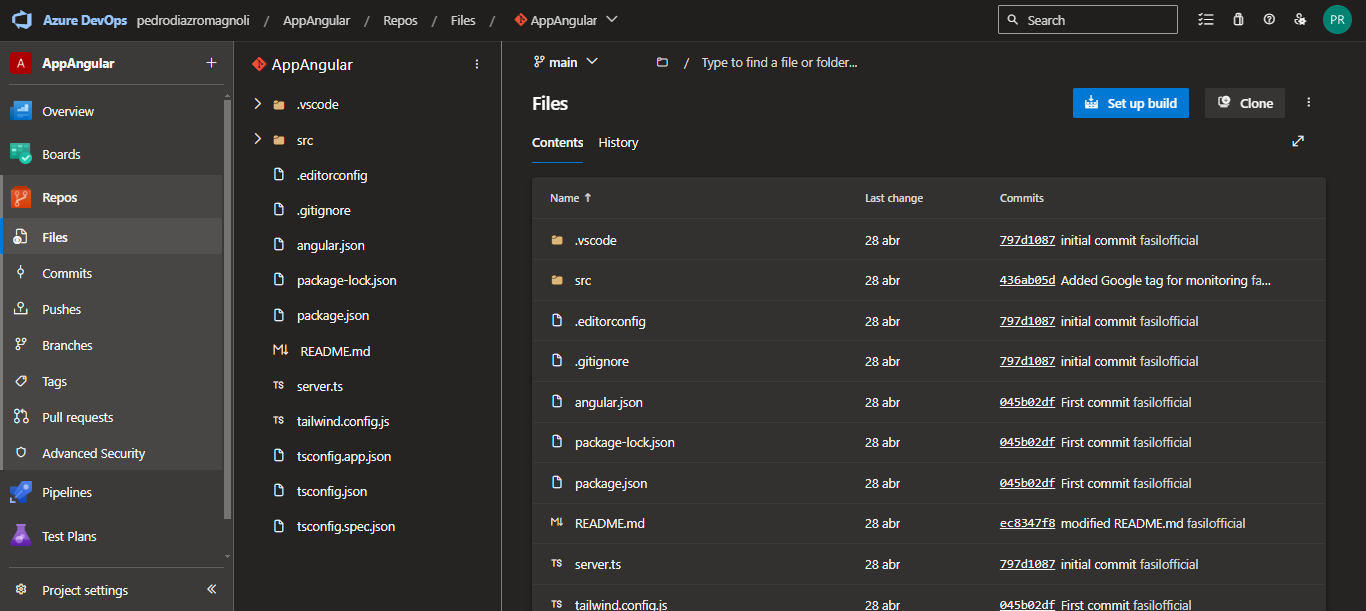 Azure DevOps pedrodiazromagnoli / AppAngular / Repos / Files / AppAngular
Search
PR
A AppAngular +
Overview
Boards
Repos
Files
Commits
Pushes
Branches
Tags
Pull requests
Advanced Security
Pipelines
Test Plans
Project settings
AppAngular
.vscode
src
.editorconfig
.gitignore
angular.json
package-lock.json
package.json
M↓ README.md
TS server.ts
TS tailwind.config.js
tsconfig.app.json
tsconfig.json
tsconfig.spec.json
main / Type to find a file or folder...
Files
Set up build
Clone
Contents History
Name ↑ Last change Commits
.vscode 28 abr 797d1087 initial commit fasilofficial
src 28 abr 436ab05d Added Google tag for monitoring fa...
.editorconfig 28 abr 797d1087 initial commit fasilofficial
.gitignore 28 abr 797d1087 initial commit fasilofficial
angular.json 28 abr 045b02df First commit fasilofficial
package-lock.json 28 abr 045b02df First commit fasilofficial
package.json 28 abr 045b02df First commit fasilofficial
M↓ README.md 28 abr ec8347f8 modified README.md fasilofficial
TS server.ts 28 abr 797d1087 initial commit fasilofficial
TS tailwind.config.js 28 abr 045b02df First commit fasilofficial